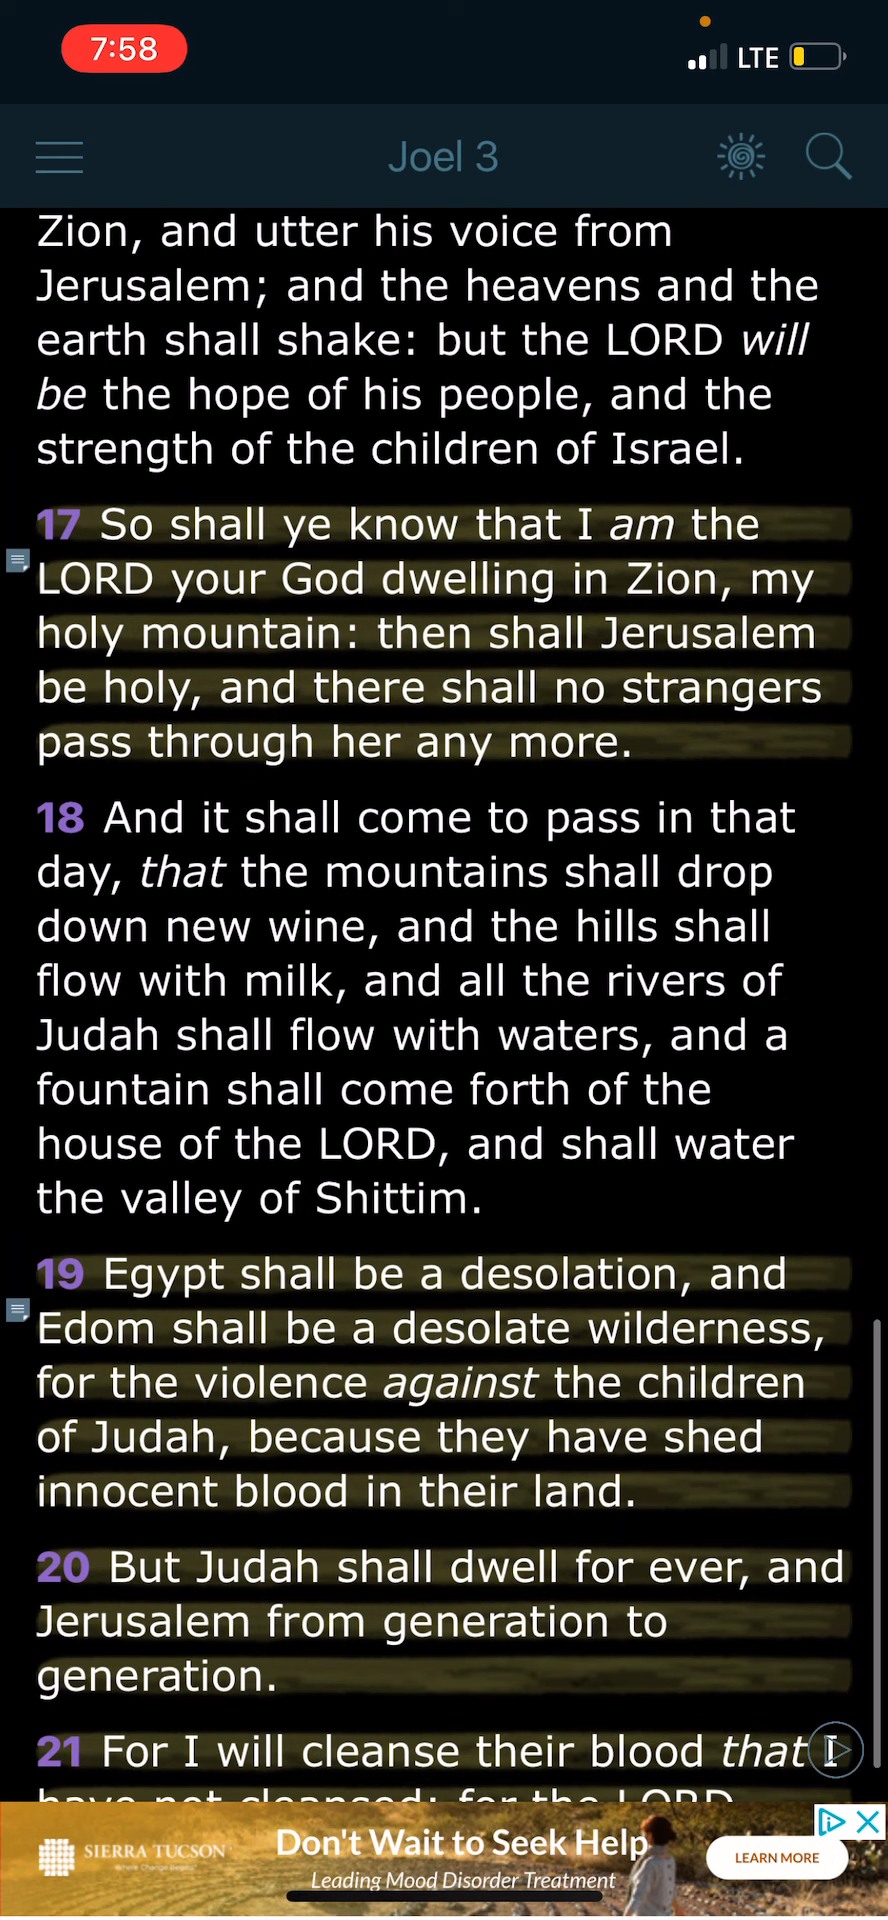 7:58
LTE
Joel 3
Zion, and utter his voice from
Jerusalem; and the heavens and the
earth shall shake: but the LORD will
be the hope of his people, and the
strength of the children of Israel.
17 So shall ye know that I am the
LORD your God dwelling in Zion, my
holy mountain: then shall Jerusalem
be holy, and there shall no strangers
pass through her any more.
18 And it shall come to pass in that
day, that the mountains shall drop
down new wine, and the hills shall
flow with milk, and all the rivers of
Judah shall flow with waters, and a
fountain shall come forth of the
house of the LORD, and shall water
the valley of Shittim.
19 Egypt shall be a desolation, and
Edom shall be a desolate wilderness,
for the violence against the children
of Judah, because they have shed
innocent blood in their land.
20 But Judah shall dwell for ever, and
Jerusalem from generation to
generation.
21 For I will cleanse their blood that I
have not cleansed: for the LORD
SIERRA TUCSON
Where Change Begins
Don't Wait to Seek Help
Leading Mood Disorder Treatment
LEARN MORE